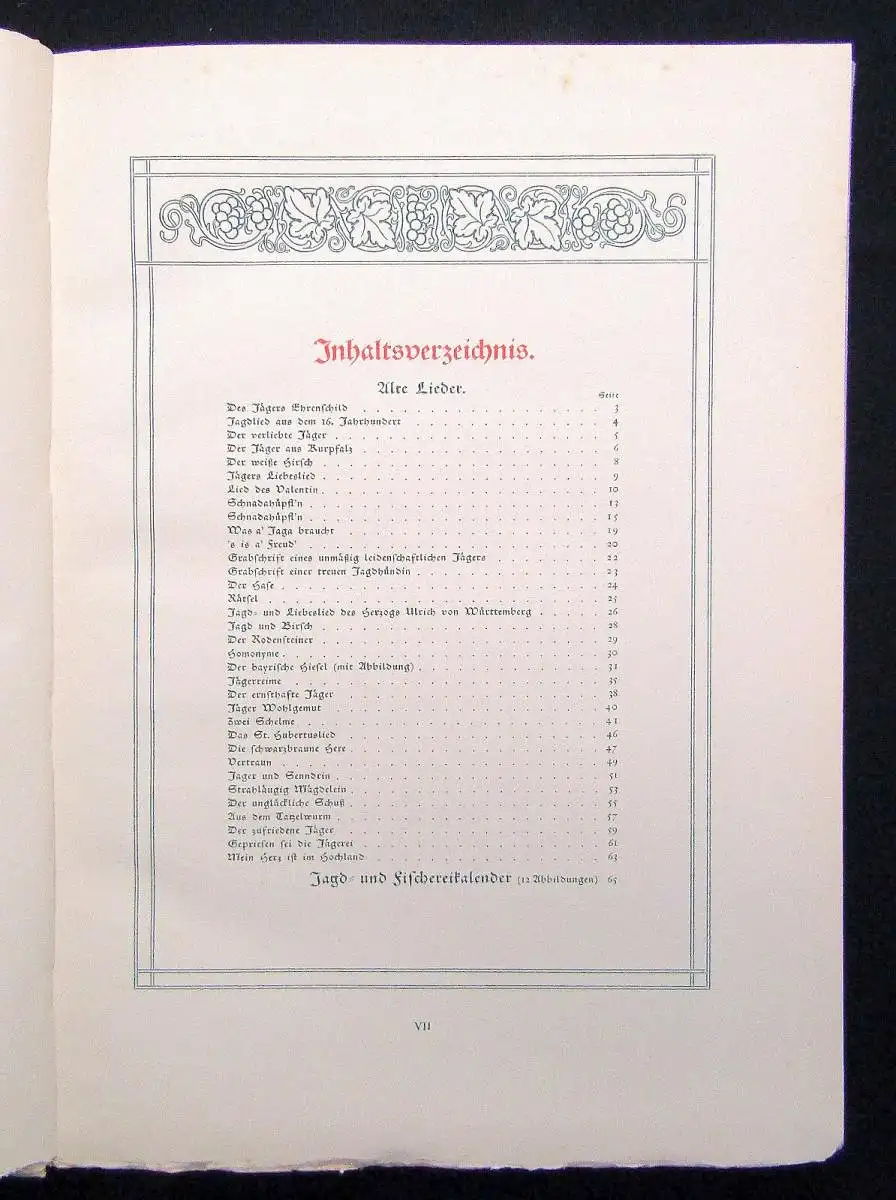 Inhaltsverzeichnis.
Alte Lieder.
Seite
Des Jägers Ehrenschild . . . . . . . . . . . . . . . . . 3
Jagdlied aus dem 16. Jahrhundert . . . . . . . . . . . . . 4
Der verliebte Jäger . . . . . . . . . . . . . . . . . . 5
Der Jäger aus Kurpfalz . . . . . . . . . . . . . . . . . 6
Der weiße Hirsch . . . . . . . . . . . . . . . . . . . 8
Jägers Liebeslied . . . . . . . . . . . . . . . . . . . 9
Lied des Valentin . . . . . . . . . . . . . . . . . . . 10
Schnadahüpfl'n . . . . . . . . . . . . . . . . . . . . 13
Schnadahüpfl'n . . . . . . . . . . . . . . . . . . . . 15
Was a' Jaga braucht . . . . . . . . . . . . . . . . . . 19
's is a' Freud' . . . . . . . . . . . . . . . . . . . . 20
Grabschrift eines unmäßig leidenschaftlichen Jägers . . . . . . . . 22
Grabschrift einer treuen Jagdhündin . . . . . . . . . . . . . 23
Der Hase . . . . . . . . . . . . . . . . . . . . . . 24
Rätsel . . . . . . . . . . . . . . . . . . . . . . . 25
Jagd- und Liebeslied des Herzogs Ulrich von Württemberg . . . . . 26
Jagd und Birsch . . . . . . . . . . . . . . . . . . . 28
Der Rodensteiner . . . . . . . . . . . . . . . . . . . 29
Homonyme . . . . . . . . . . . . . . . . . . . . . . 30
Der bayrische Hiesel (mit Abbildung) . . . . . . . . . . . . 31
Jägerreime . . . . . . . . . . . . . . . . . . . . . 35
Der ernsthafte Jäger . . . . . . . . . . . . . . . . . . 38
Jäger Wohlgemut . . . . . . . . . . . . . . . . . . . 40
Zwei Schelme . . . . . . . . . . . . . . . . . . . . 41
Das St. Hubertuslied . . . . . . . . . . . . . . . . . . 46
Die schwarzbraune Hexe . . . . . . . . . . . . . . . . . 47
Vertraun . . . . . . . . . . . . . . . . . . . . . . 49
Jäger und Senndrin . . . . . . . . . . . . . . . . . . 51
Strahläugig Mägdelein . . . . . . . . . . . . . . . . . 53
Der unglückliche Schuß . . . . . . . . . . . . . . . . . 55
Aus dem Tatzelwurm . . . . . . . . . . . . . . . . . . 57
Der zufriedene Jäger . . . . . . . . . . . . . . . . . . 59
Gepriesen sei die Jägerei . . . . . . . . . . . . . . . . 61
Mein Herz ist im Hochland . . . . . . . . . . . . . . . . 63
Jagd- und Fischereikalender (12 Abbildungen) 65
VII